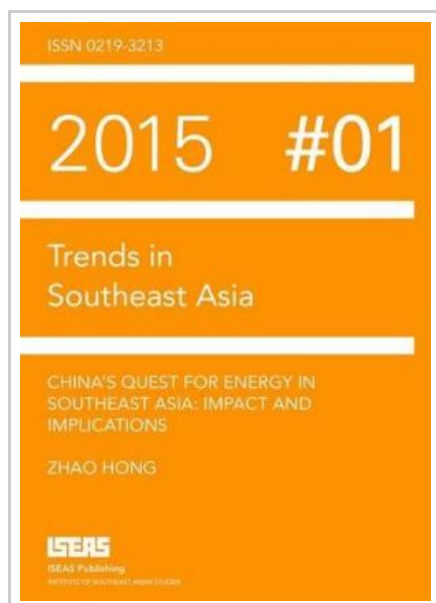 ISSN 0219-3213
2015 #01
Trends in
Southeast Asia
CHINA'S QUEST FOR ENERGY IN
SOUTHEAST ASIA: IMPACT AND
IMPLICATIONS
ZHAO HONG
ISEAS
ISEAS Publishing
INSTITUTE OF SOUTHEAST ASIAN STUDIES